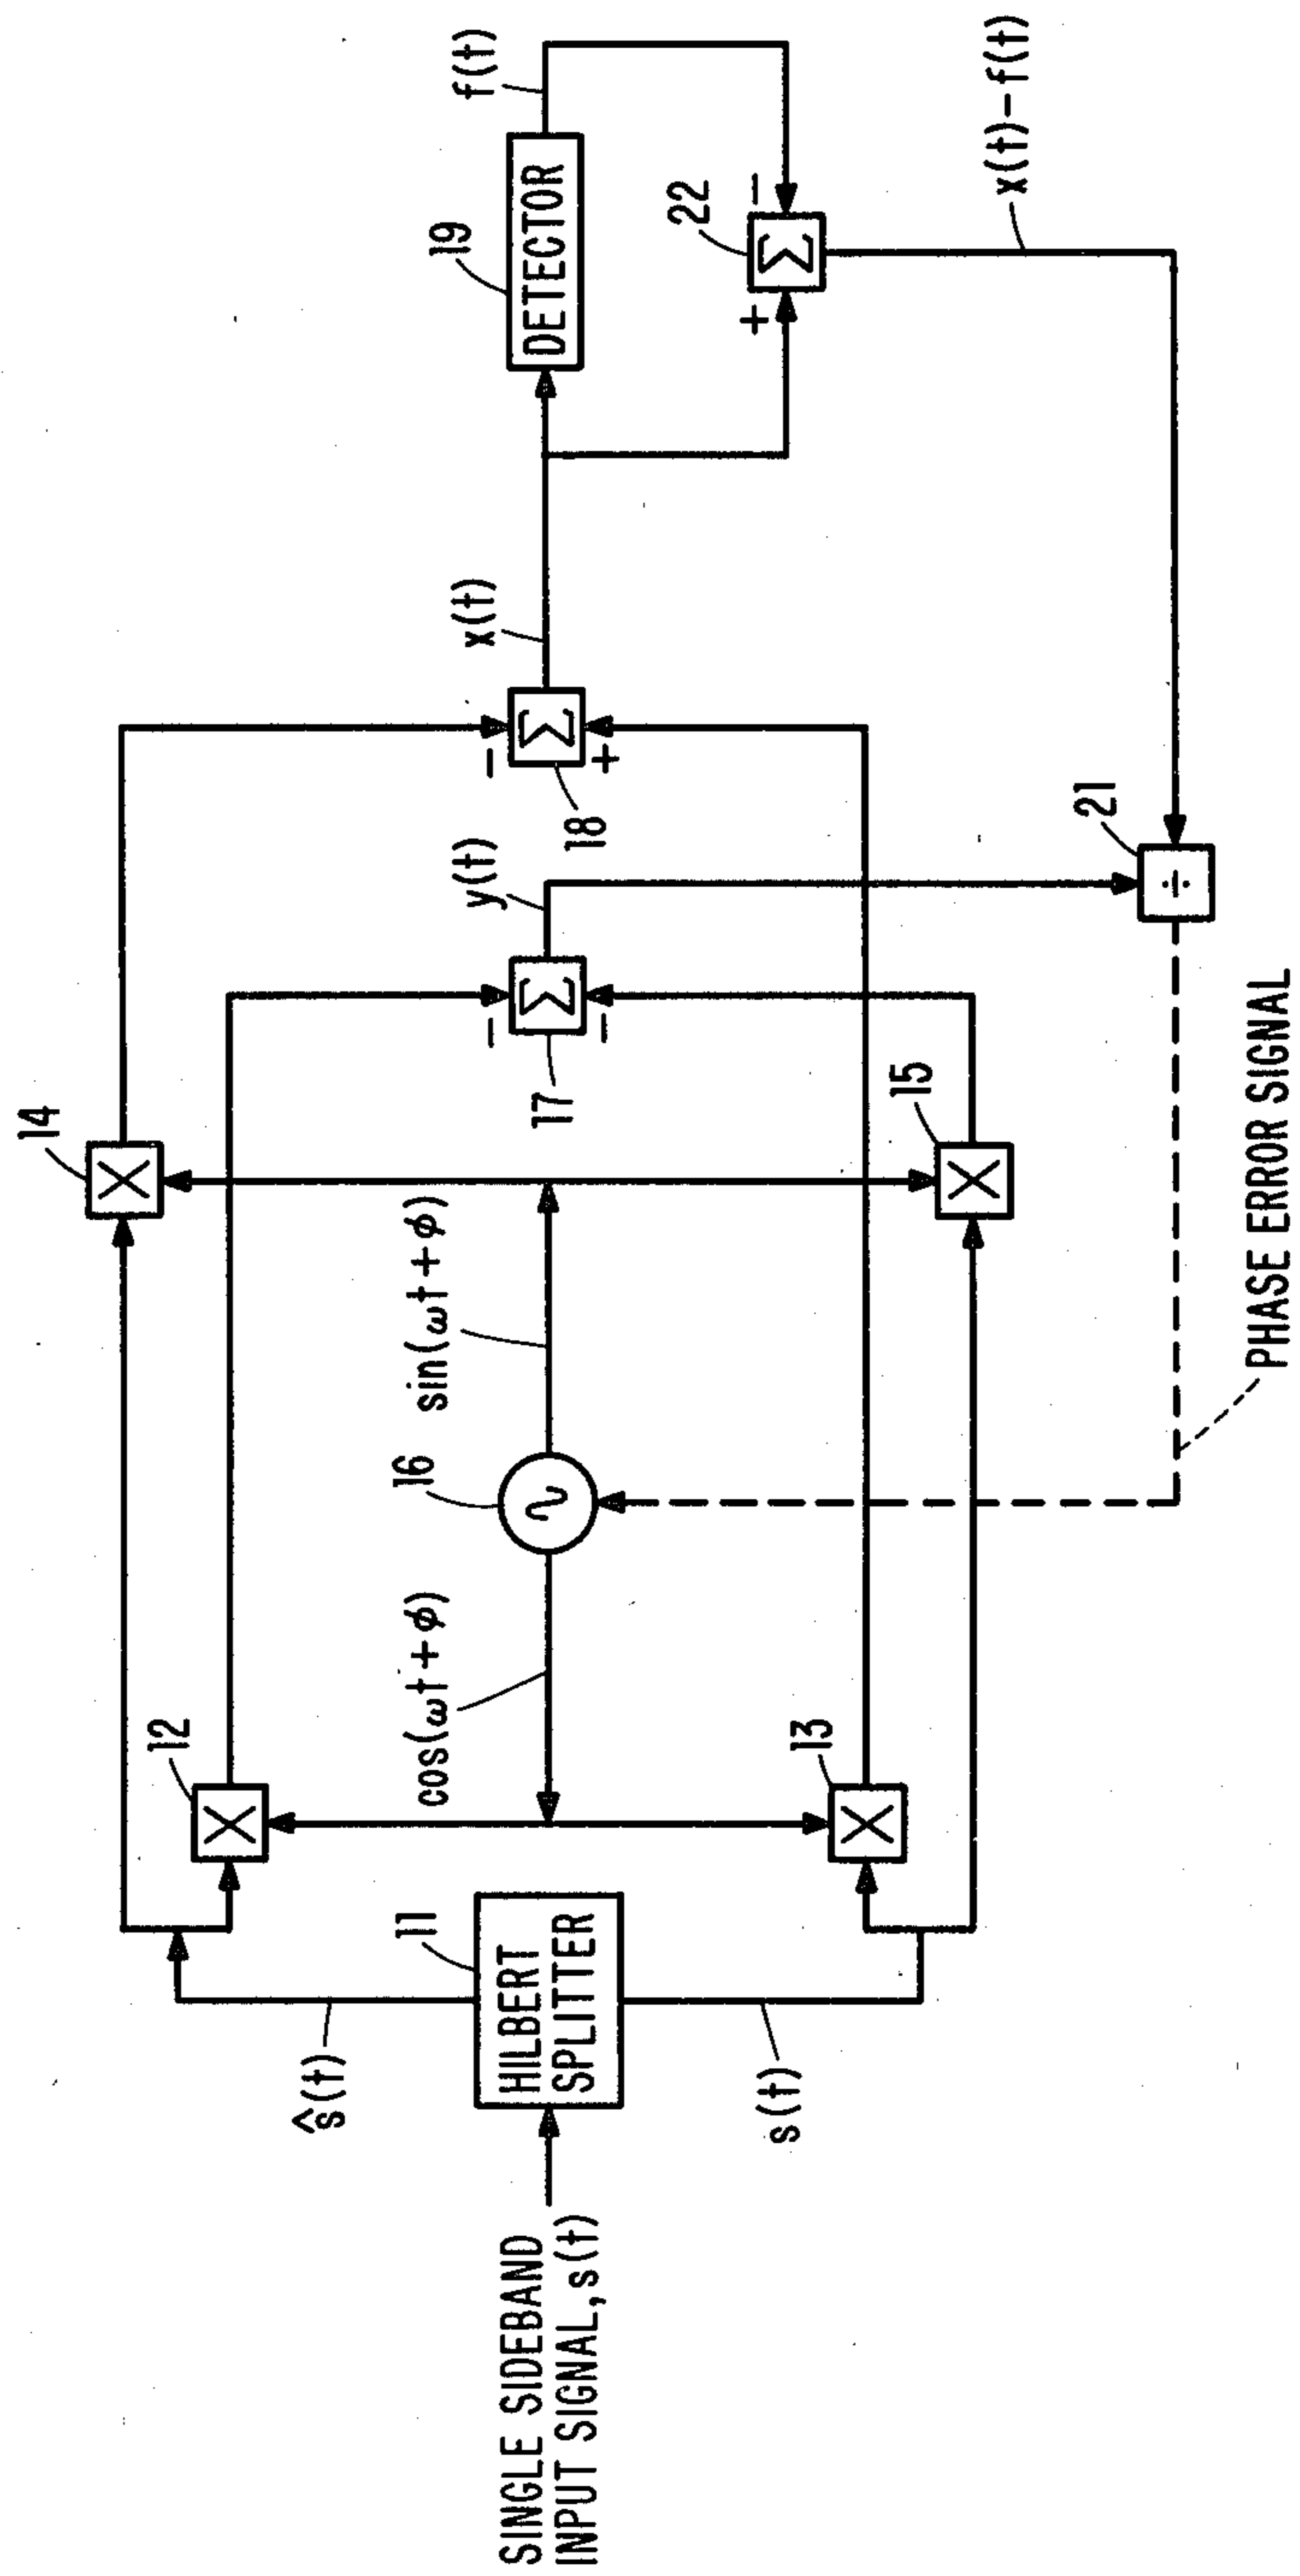 SINGLE SIDEBAND
INPUT SIGNAL, s(t)
ŝ(t)
11
HILBERT
SPLITTER
s(t)
12
13
cos(ωt+ϕ)
16
sin(ωt+ϕ)
14
15
17
-
-
Σ
y(t)
18
-
+
Σ
x(t)
19
DETECTOR
f(t)
22
+
-
Σ
x(t)-f(t)
21
÷
PHASE ERROR SIGNAL